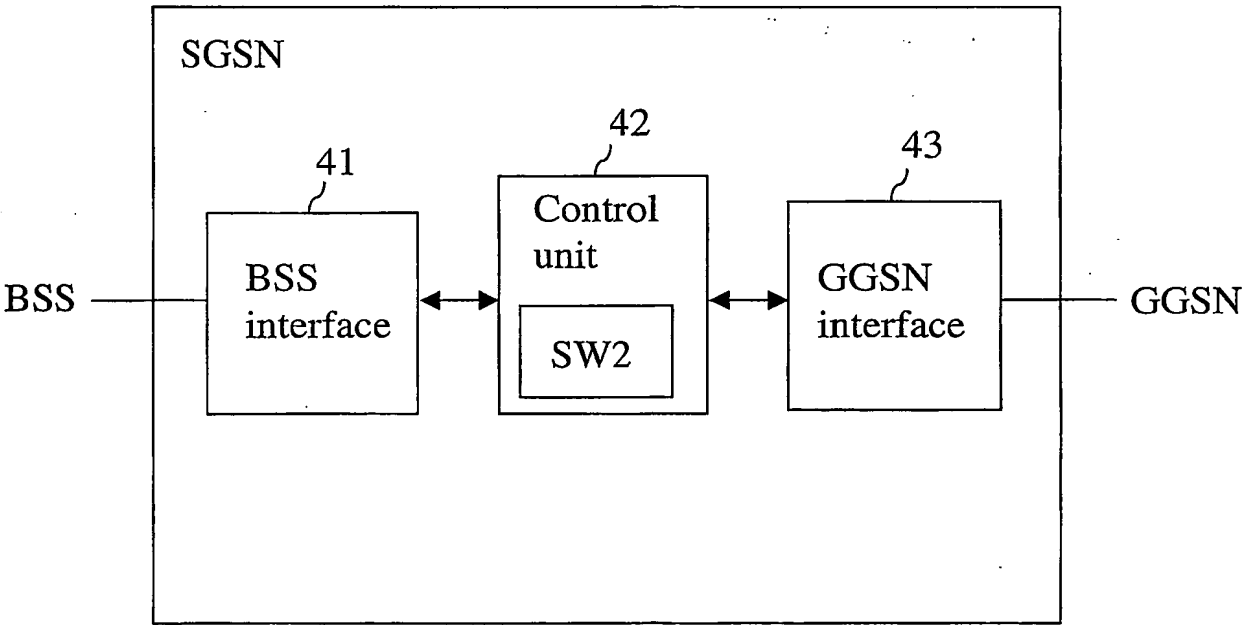 SGSN
42
41
43
Control
unit
BSS
interface
GGSN
interface
BSS
GGSN
SW2